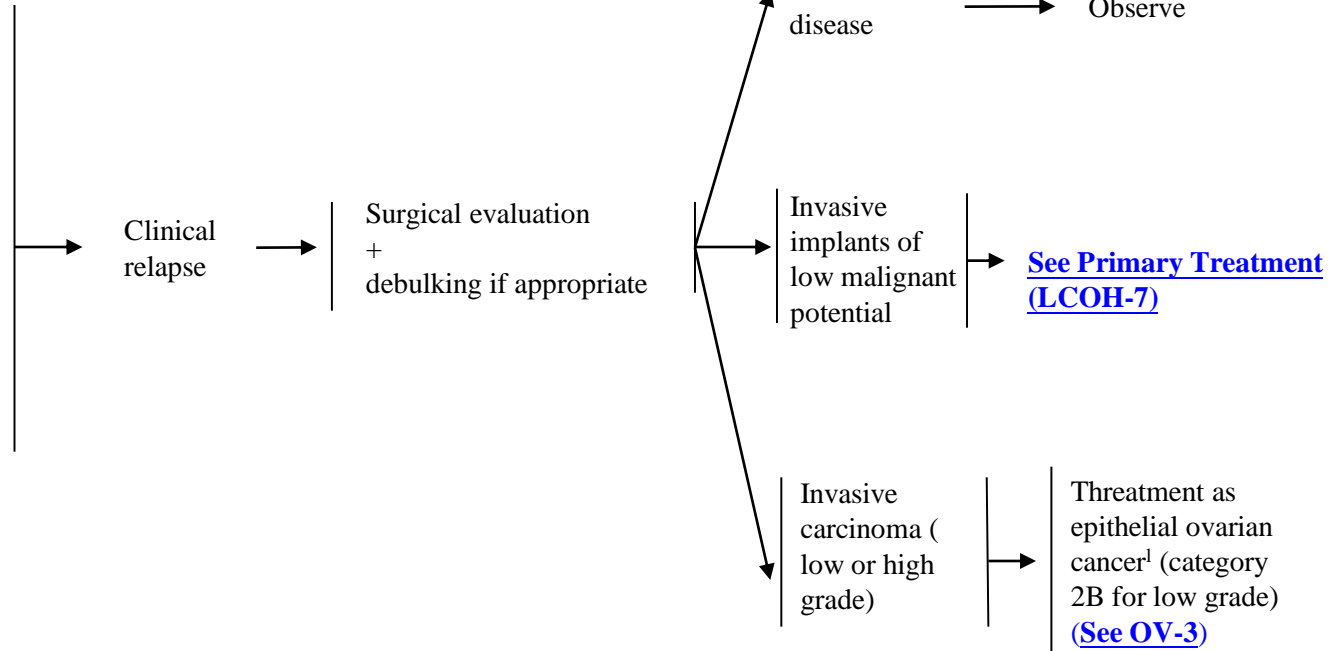 disease
Observe
Clinical
relapse
Surgical evaluation
+
debulking if appropriate
Invasive
implants of
low malignant
potential
See Primary Treatment
(LCOH-7)
Invasive
carcinoma (
low or high
grade)
Threatment as
epithelial ovarian
cancerˡ (category
2B for low grade)
(See OV-3)